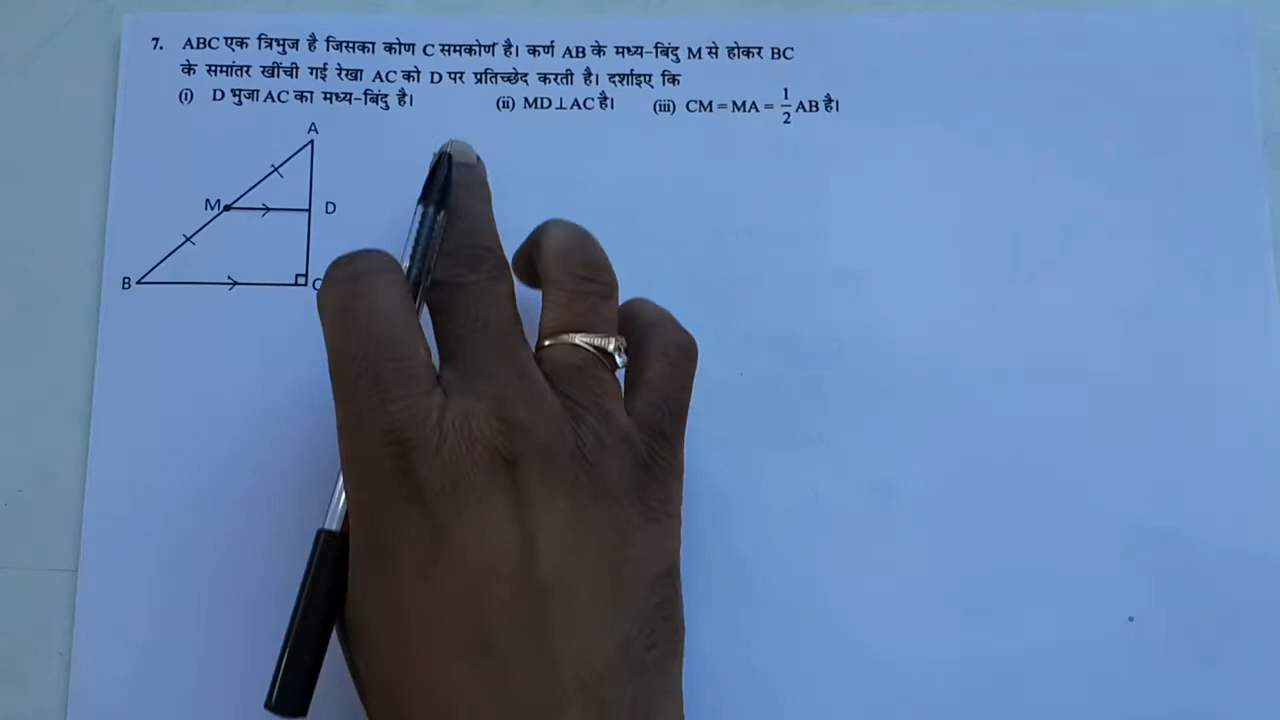 7. ABC एक त्रिभुज है जिसका कोण C समकोण है। कर्ण AB के मध्य-बिंदु M से होकर BC
के समांतर खींची गई रेखा AC को D पर प्रतिच्छेद करती है। दर्शाइए कि
(i) D भुजा AC का मध्य-बिंदु है। (ii) MD⊥AC है। (iii) CM = MA = 1/2 AB है।
A
M D
B C